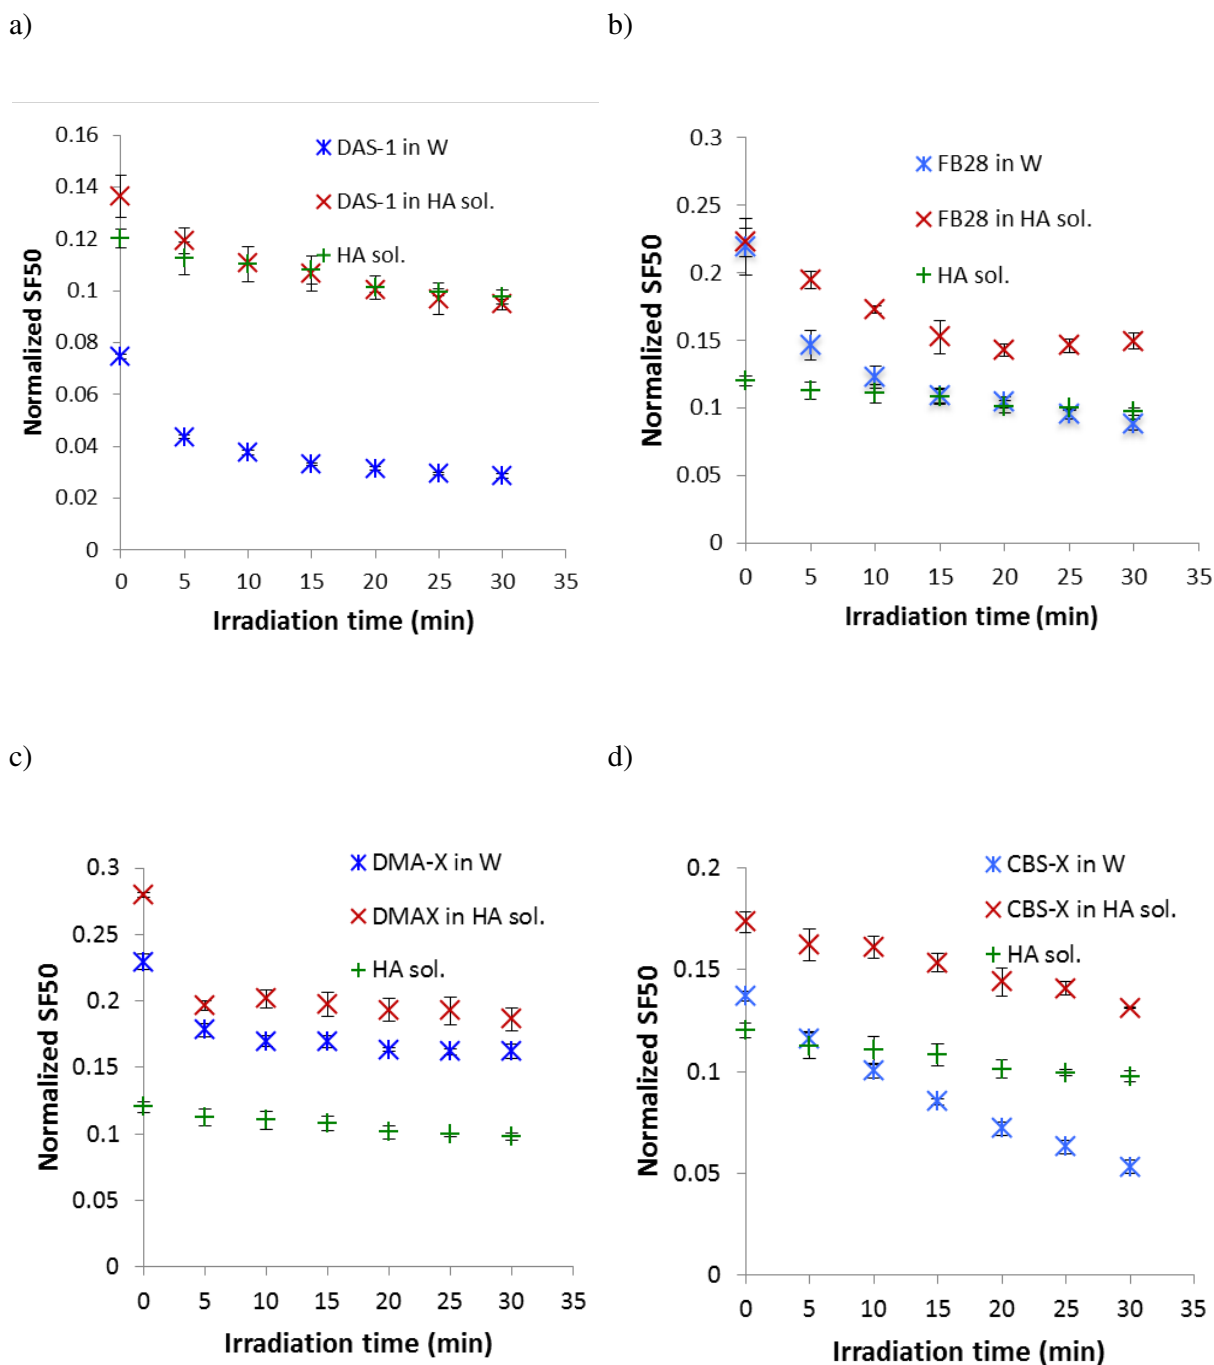 a)
0.16
0.14
0.12
0.1
0.08
0.06
0.04
0.02
0
Normalized SF50
DAS-1 in W
DAS-1 in HA sol.
HA sol.
0 5 10 15 20 25 30 35
Irradiation time (min)
b)
0.3
0.25
0.2
0.15
0.1
0.05
0
Normalized SF50
FB28 in W
FB28 in HA sol.
HA sol.
0 5 10 15 20 25 30 35
Irradiation time (min)
c)
0.3
0.25
0.2
0.15
0.1
0.05
0
Normalized SF50
DMA-X in W
DMAX in HA sol.
HA sol.
0 5 10 15 20 25 30 35
Irradiation time (min)
d)
0.2
0.15
0.1
0.05
0
Normalized SF50
CBS-X in W
CBS-X in HA sol.
HA sol.
0 5 10 15 20 25 30 35
Irradiation time (min)